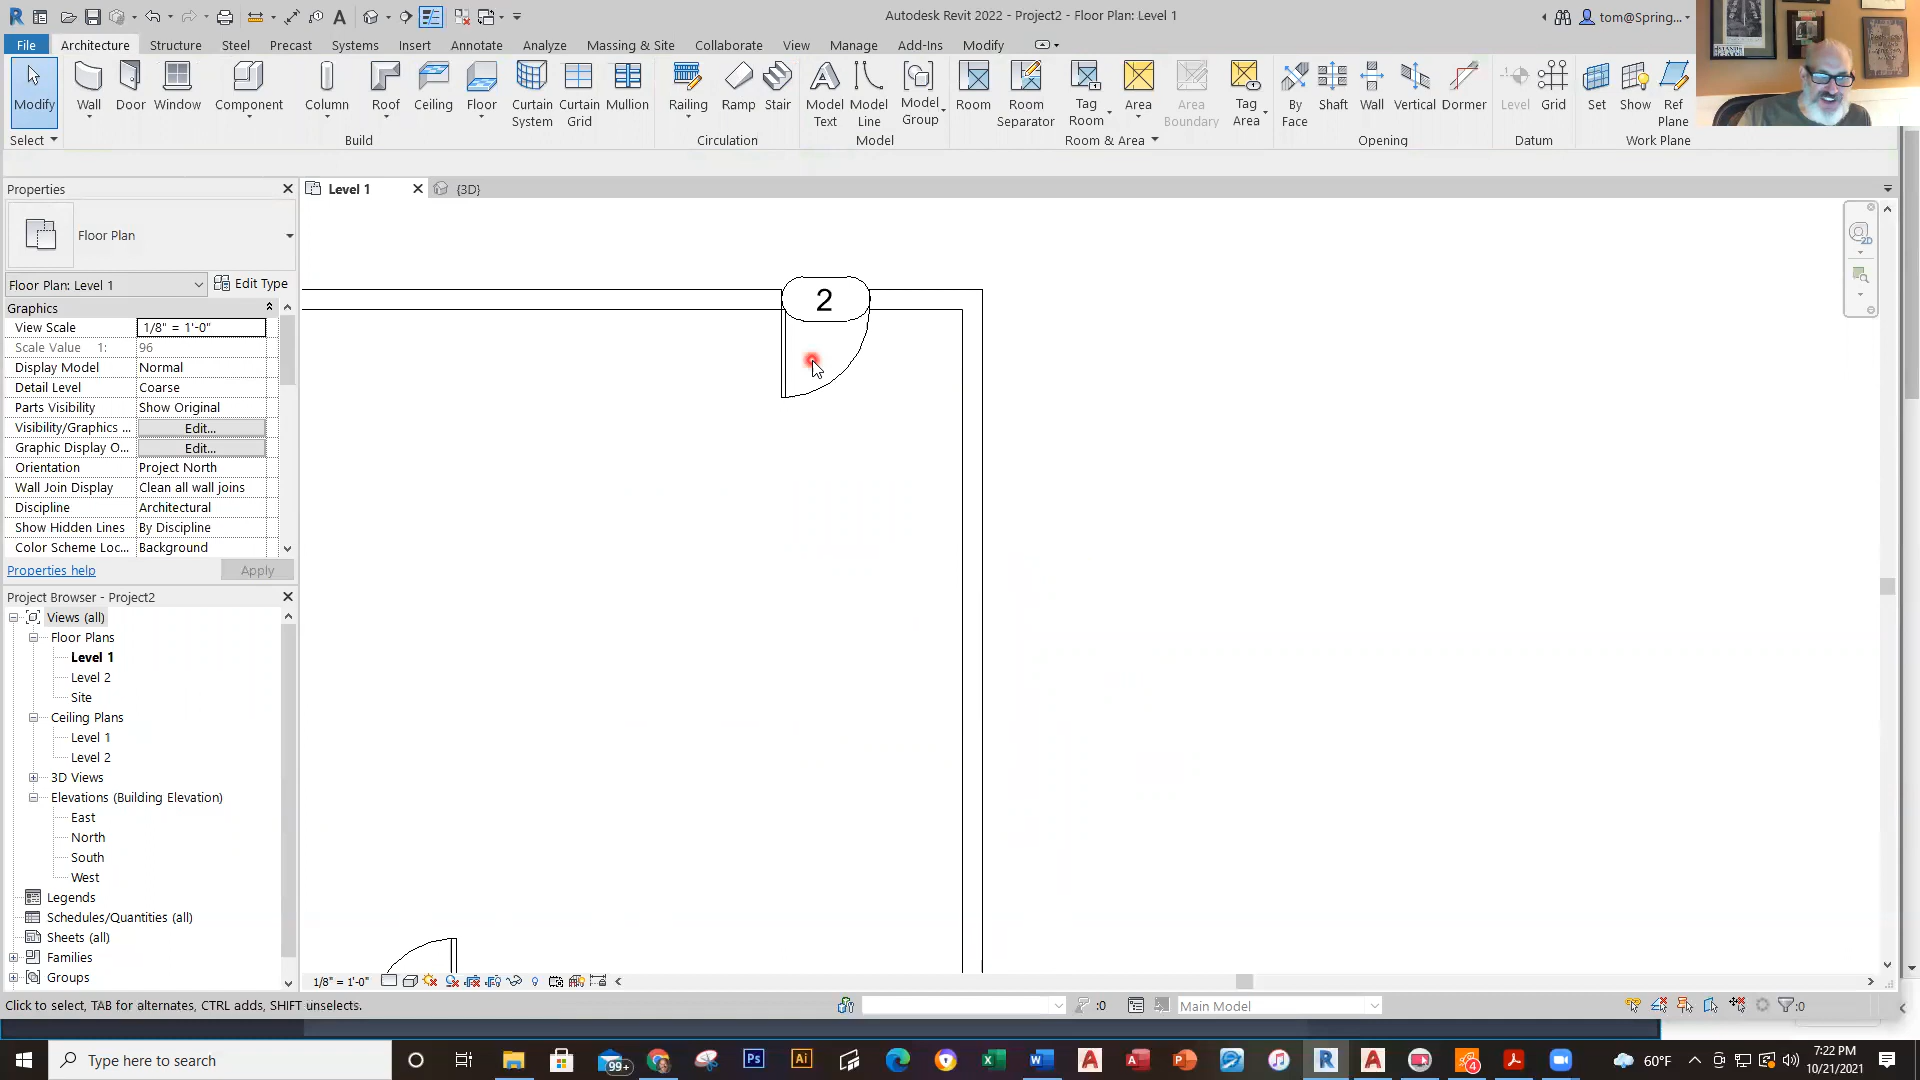 Autodesk Revit 2022 - Project2 - Floor Plan: Level 1
tom@Spring...
File Architecture Structure Steel Precast Systems Insert Annotate Analyze Massing & Site Collaborate View Manage Add-Ins Modify
Modify Wall Door Window Component Column Roof Ceiling Floor Curtain System Curtain Grid Mullion Railing Ramp Stair Model Text Model Line Model Group Room Room Separator Tag Room Area Area Boundary Tag Area By Face Shaft Wall Vertical Dormer Level Grid Set Show Ref Plane
Select Build Circulation Model Room & Area Opening Datum Work Plane
Properties
Level 1 {3D}
Floor Plan
Floor Plan: Level 1 Edit Type
Graphics
View Scale 1/8" = 1'-0"
Scale Value 1: 96
Display Model Normal
Detail Level Coarse
Parts Visibility Show Original
Visibility/Graphics ... Edit...
Graphic Display O... Edit...
Orientation Project North
Wall Join Display Clean all wall joins
Discipline Architectural
Show Hidden Lines By Discipline
Color Scheme Loc... Background
Properties help Apply
2
2D
Project Browser - Project2
Views (all)
Floor Plans
Level 1
Level 2
Site
Ceiling Plans
Level 1
Level 2
3D Views
Elevations (Building Elevation)
East
North
South
West
Legends
Schedules/Quantities (all)
Sheets (all)
Families
Groups
1/8" = 1'-0"
Click to select, TAB for alternates, CTRL adds, SHIFT unselects.
:0
Main Model
:0
Type here to search
99+
Ps
Ai
4
60°F
7:22 PM
10/21/2021